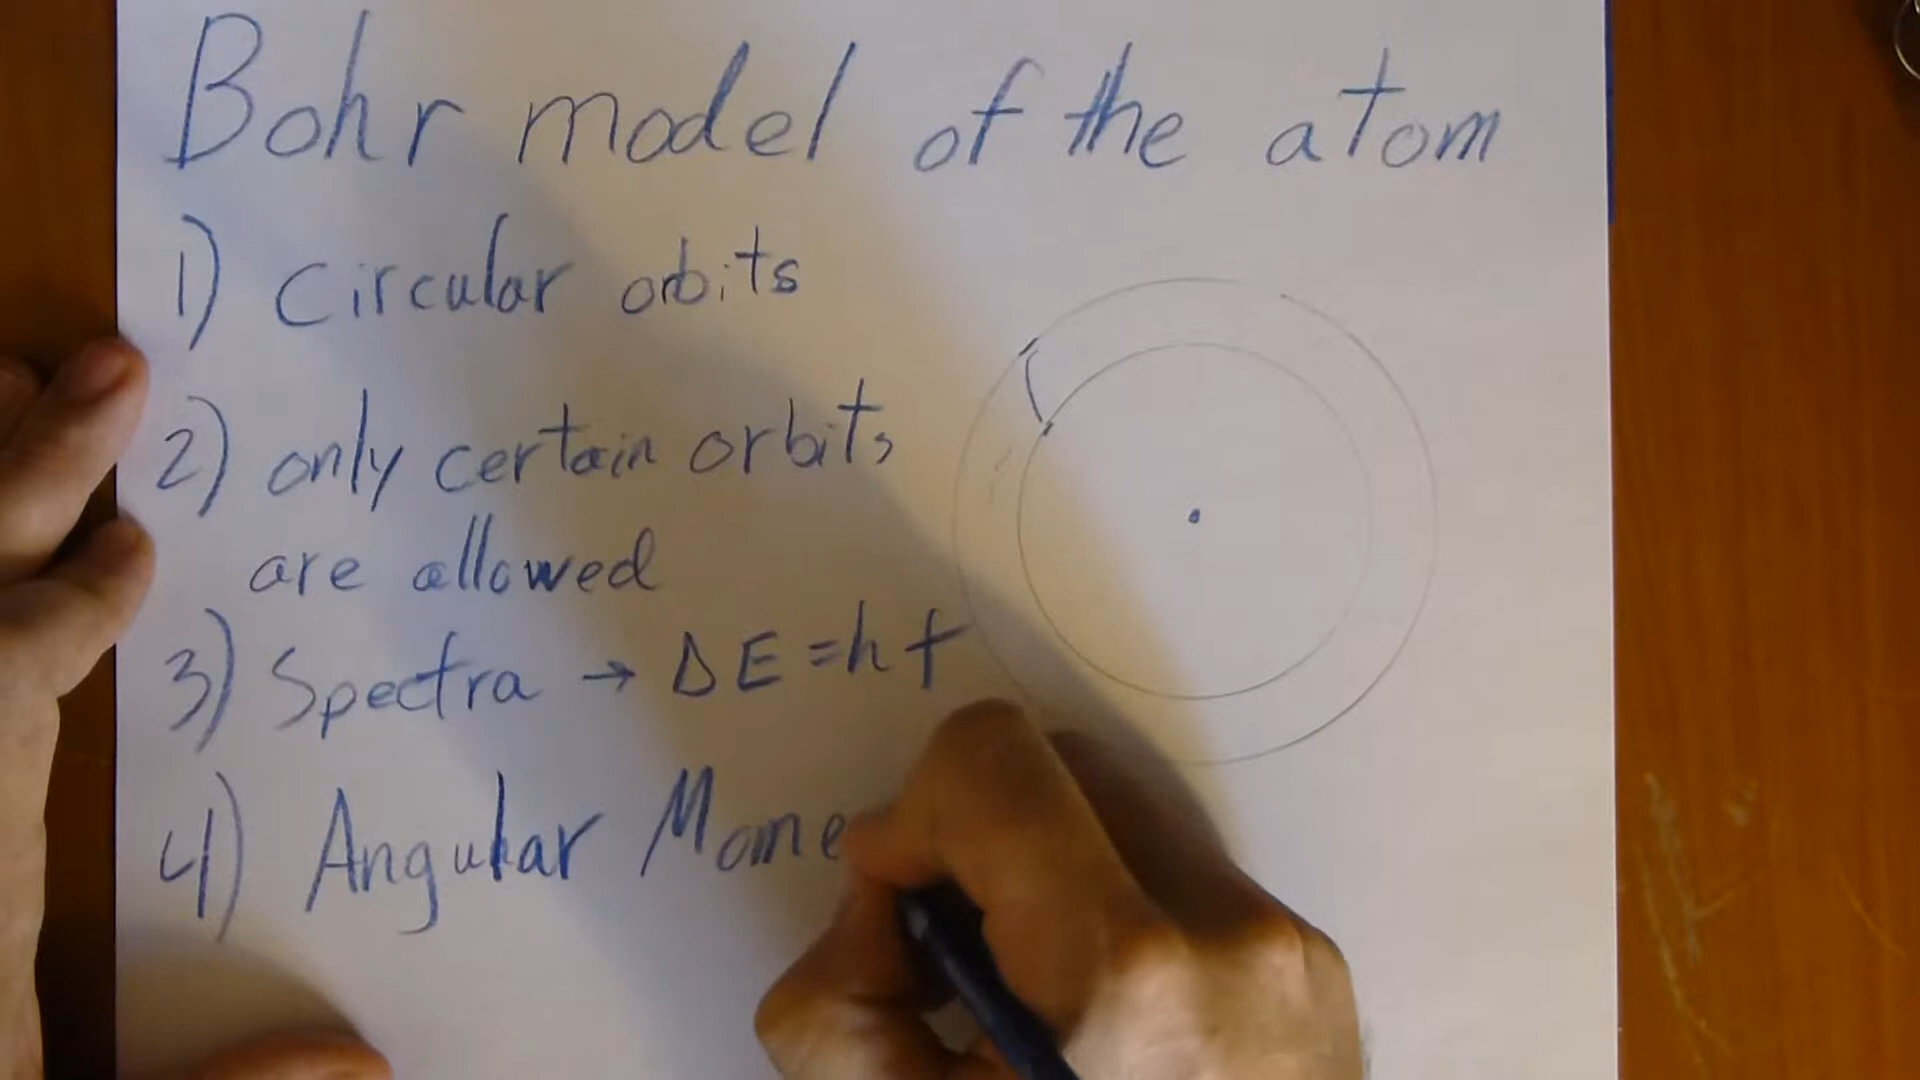 Bohr model of the atom
1) Circular orbits
2) only certain orbits
are allowed
3) Spectra → ΔE = hf
4) Angular Mome